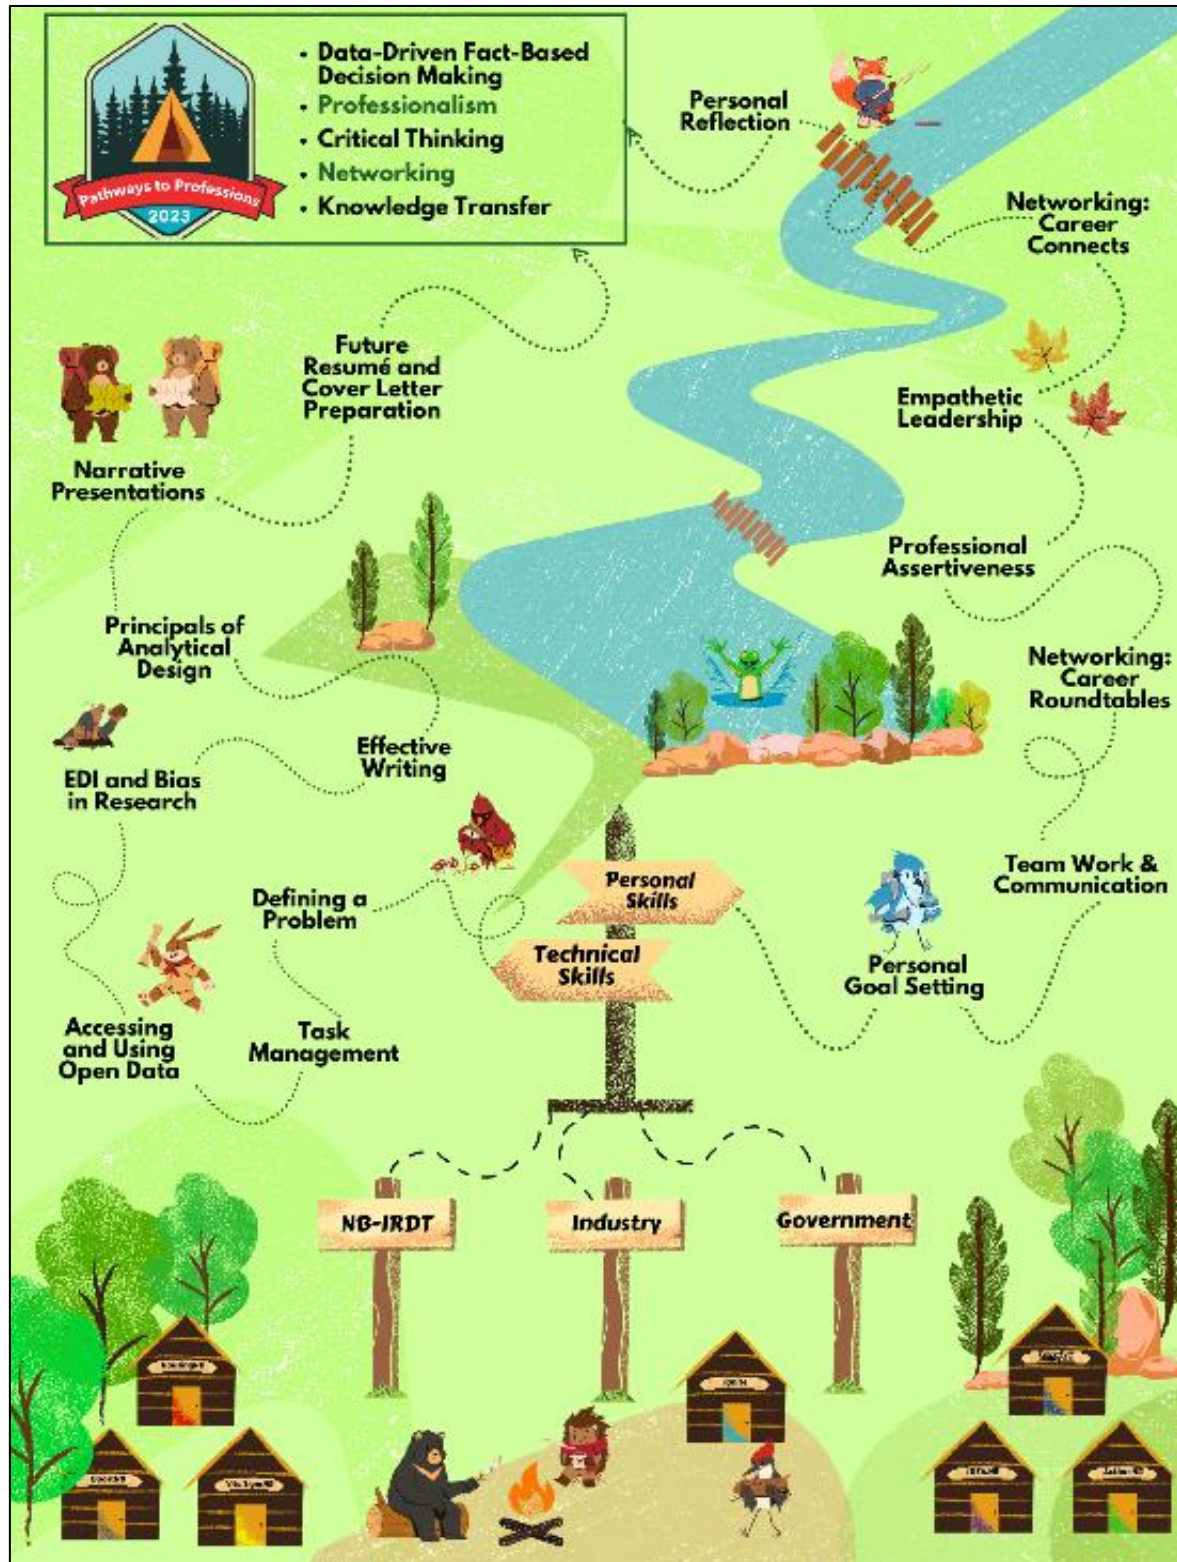 Pathways to Professions
2023
• Data-Driven Fact-Based
Decision Making
• Professionalism
• Critical Thinking
• Networking
• Knowledge Transfer
Personal
Reflection
Networking:
Career
Connects
Future
Resumé and
Cover Letter
Preparation
Empathetic
Leadership
Narrative
Presentations
Professional
Assertiveness
Principals of
Analytical
Design
Networking:
Career
Roundtables
Effective
Writing
EDI and Bias
in Research
Team Work &
Communication
Defining a
Problem
Personal
Skills
Technical
Skills
Personal
Goal Setting
Accessing
and Using
Open Data
Task
Management
NB-IRDT
Industry
Government